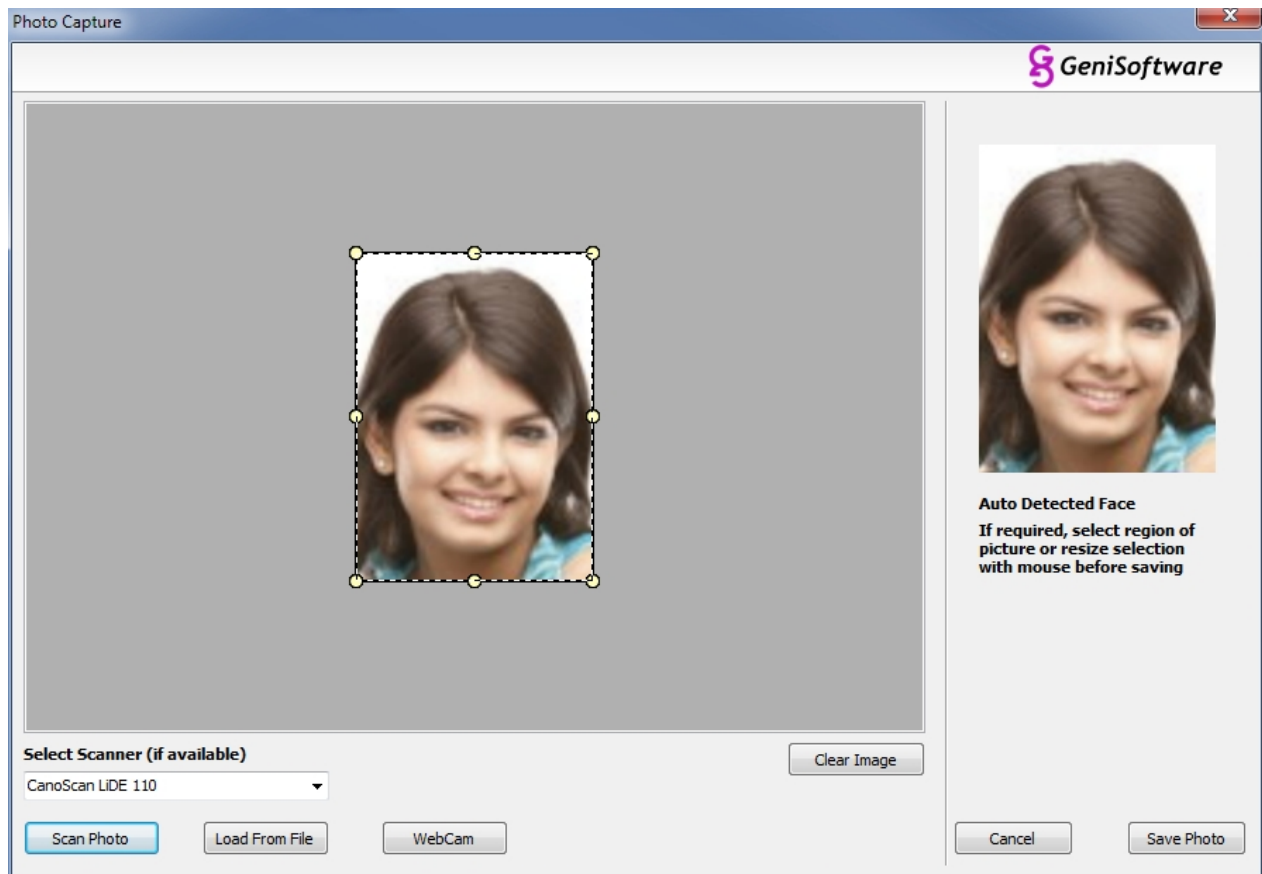 Photo Capture
GeniSoftware
Auto Detected Face
If required, select region of
picture or resize selection
with mouse before saving
Select Scanner (if available)
Clear Image
CanoScan LiDE 110
Scan Photo
Load From File
WebCam
Cancel
Save Photo